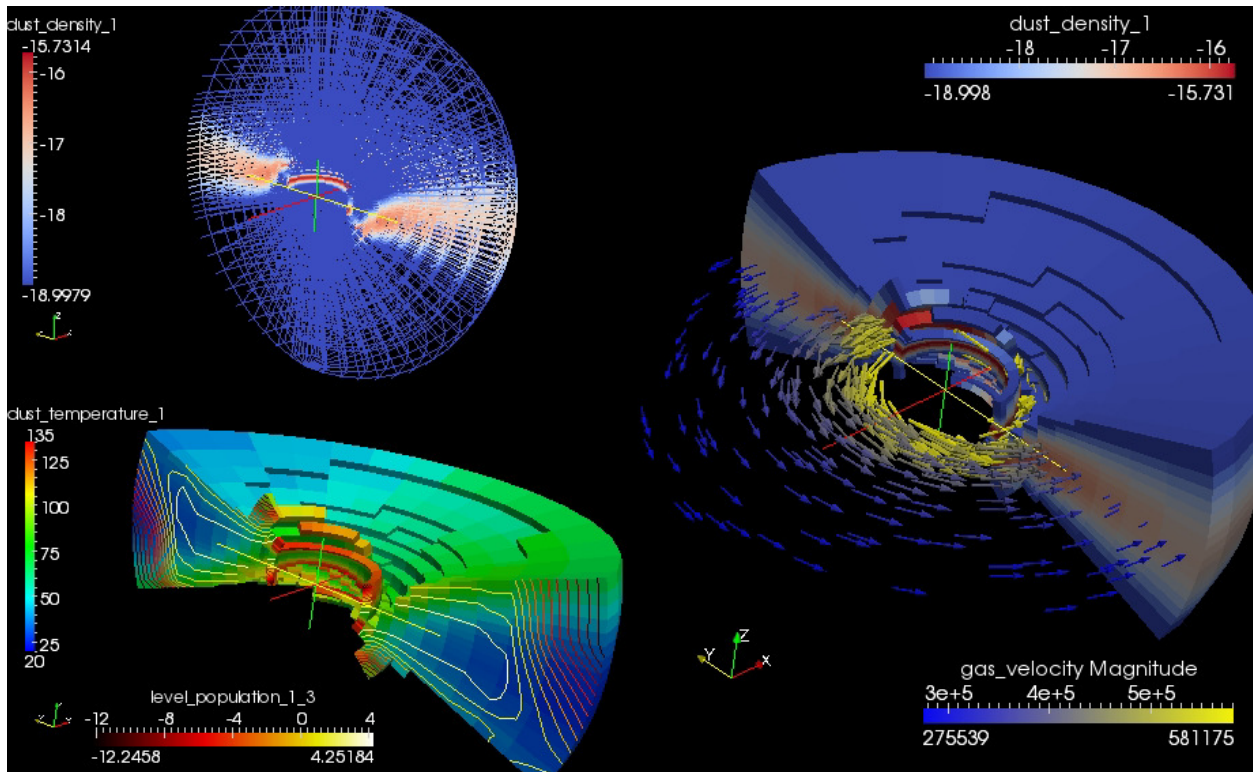 dust_density_1
-15.7314
-16
-17
-18
-18.9979
Z
dust_density_1
-18 -17 -16
-18.998 -15.731
dust_temperature_1
135
125
100
75
50
25
20
level_population_1_3
-12 -8 -4 0 4
-12.2458 4.25184
Z
Y X
gas_velocity Magnitude
3e+5 4e+5 5e+5
275539 581175